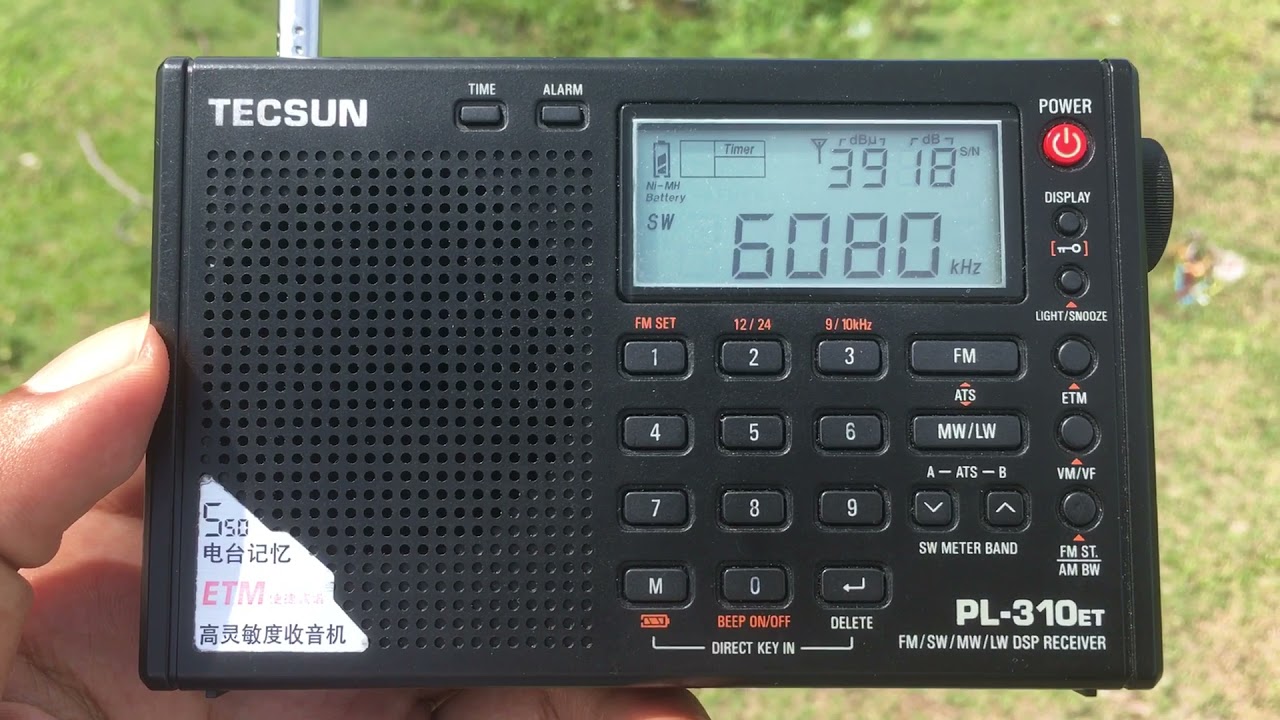 TECSUN
TIME
ALARM
POWER
Timer
dBμ
dB
39 18 S/N
Ni-MH
Battery
SW
6080 kHz
DISPLAY
LIGHT/SNOOZE
FM SET
12 / 24
9 / 10kHz
1
2
3
FM
ETM
ATS
4
5
6
MW/LW
VM/VF
A — ATS — B
7
8
9
SW METER BAND
FM ST.
AM BW
M
0
BEEP ON/OFF
DELETE
DIRECT KEY IN
PL-310ET
FM/SW/MW/LW DSP RECEIVER
550
电台记忆
ETM
高灵敏度收音机